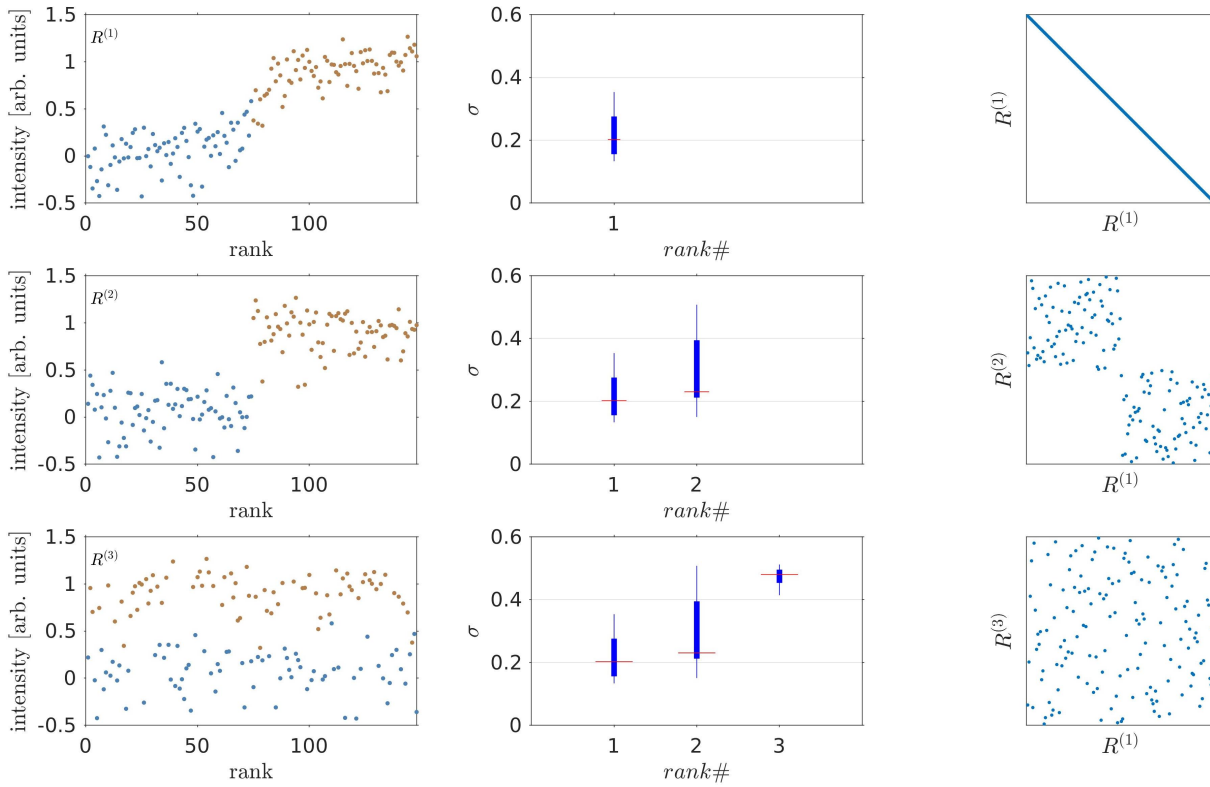 intensity [arb. units]
1.5
1
0.5
0
-0.5
R^{(1)}
0 50 100
rank
σ
0.6
0.4
0.2
0
1
rank#
R^{(1)}
R^{(1)}
intensity [arb. units]
1.5
1
0.5
0
-0.5
R^{(2)}
0 50 100
rank
σ
0.6
0.4
0.2
0
1 2
rank#
R^{(2)}
R^{(1)}
intensity [arb. units]
1.5
1
0.5
0
-0.5
R^{(3)}
0 50 100
rank
σ
0.6
0.4
0.2
0
1 2 3
rank#
R^{(3)}
R^{(1)}